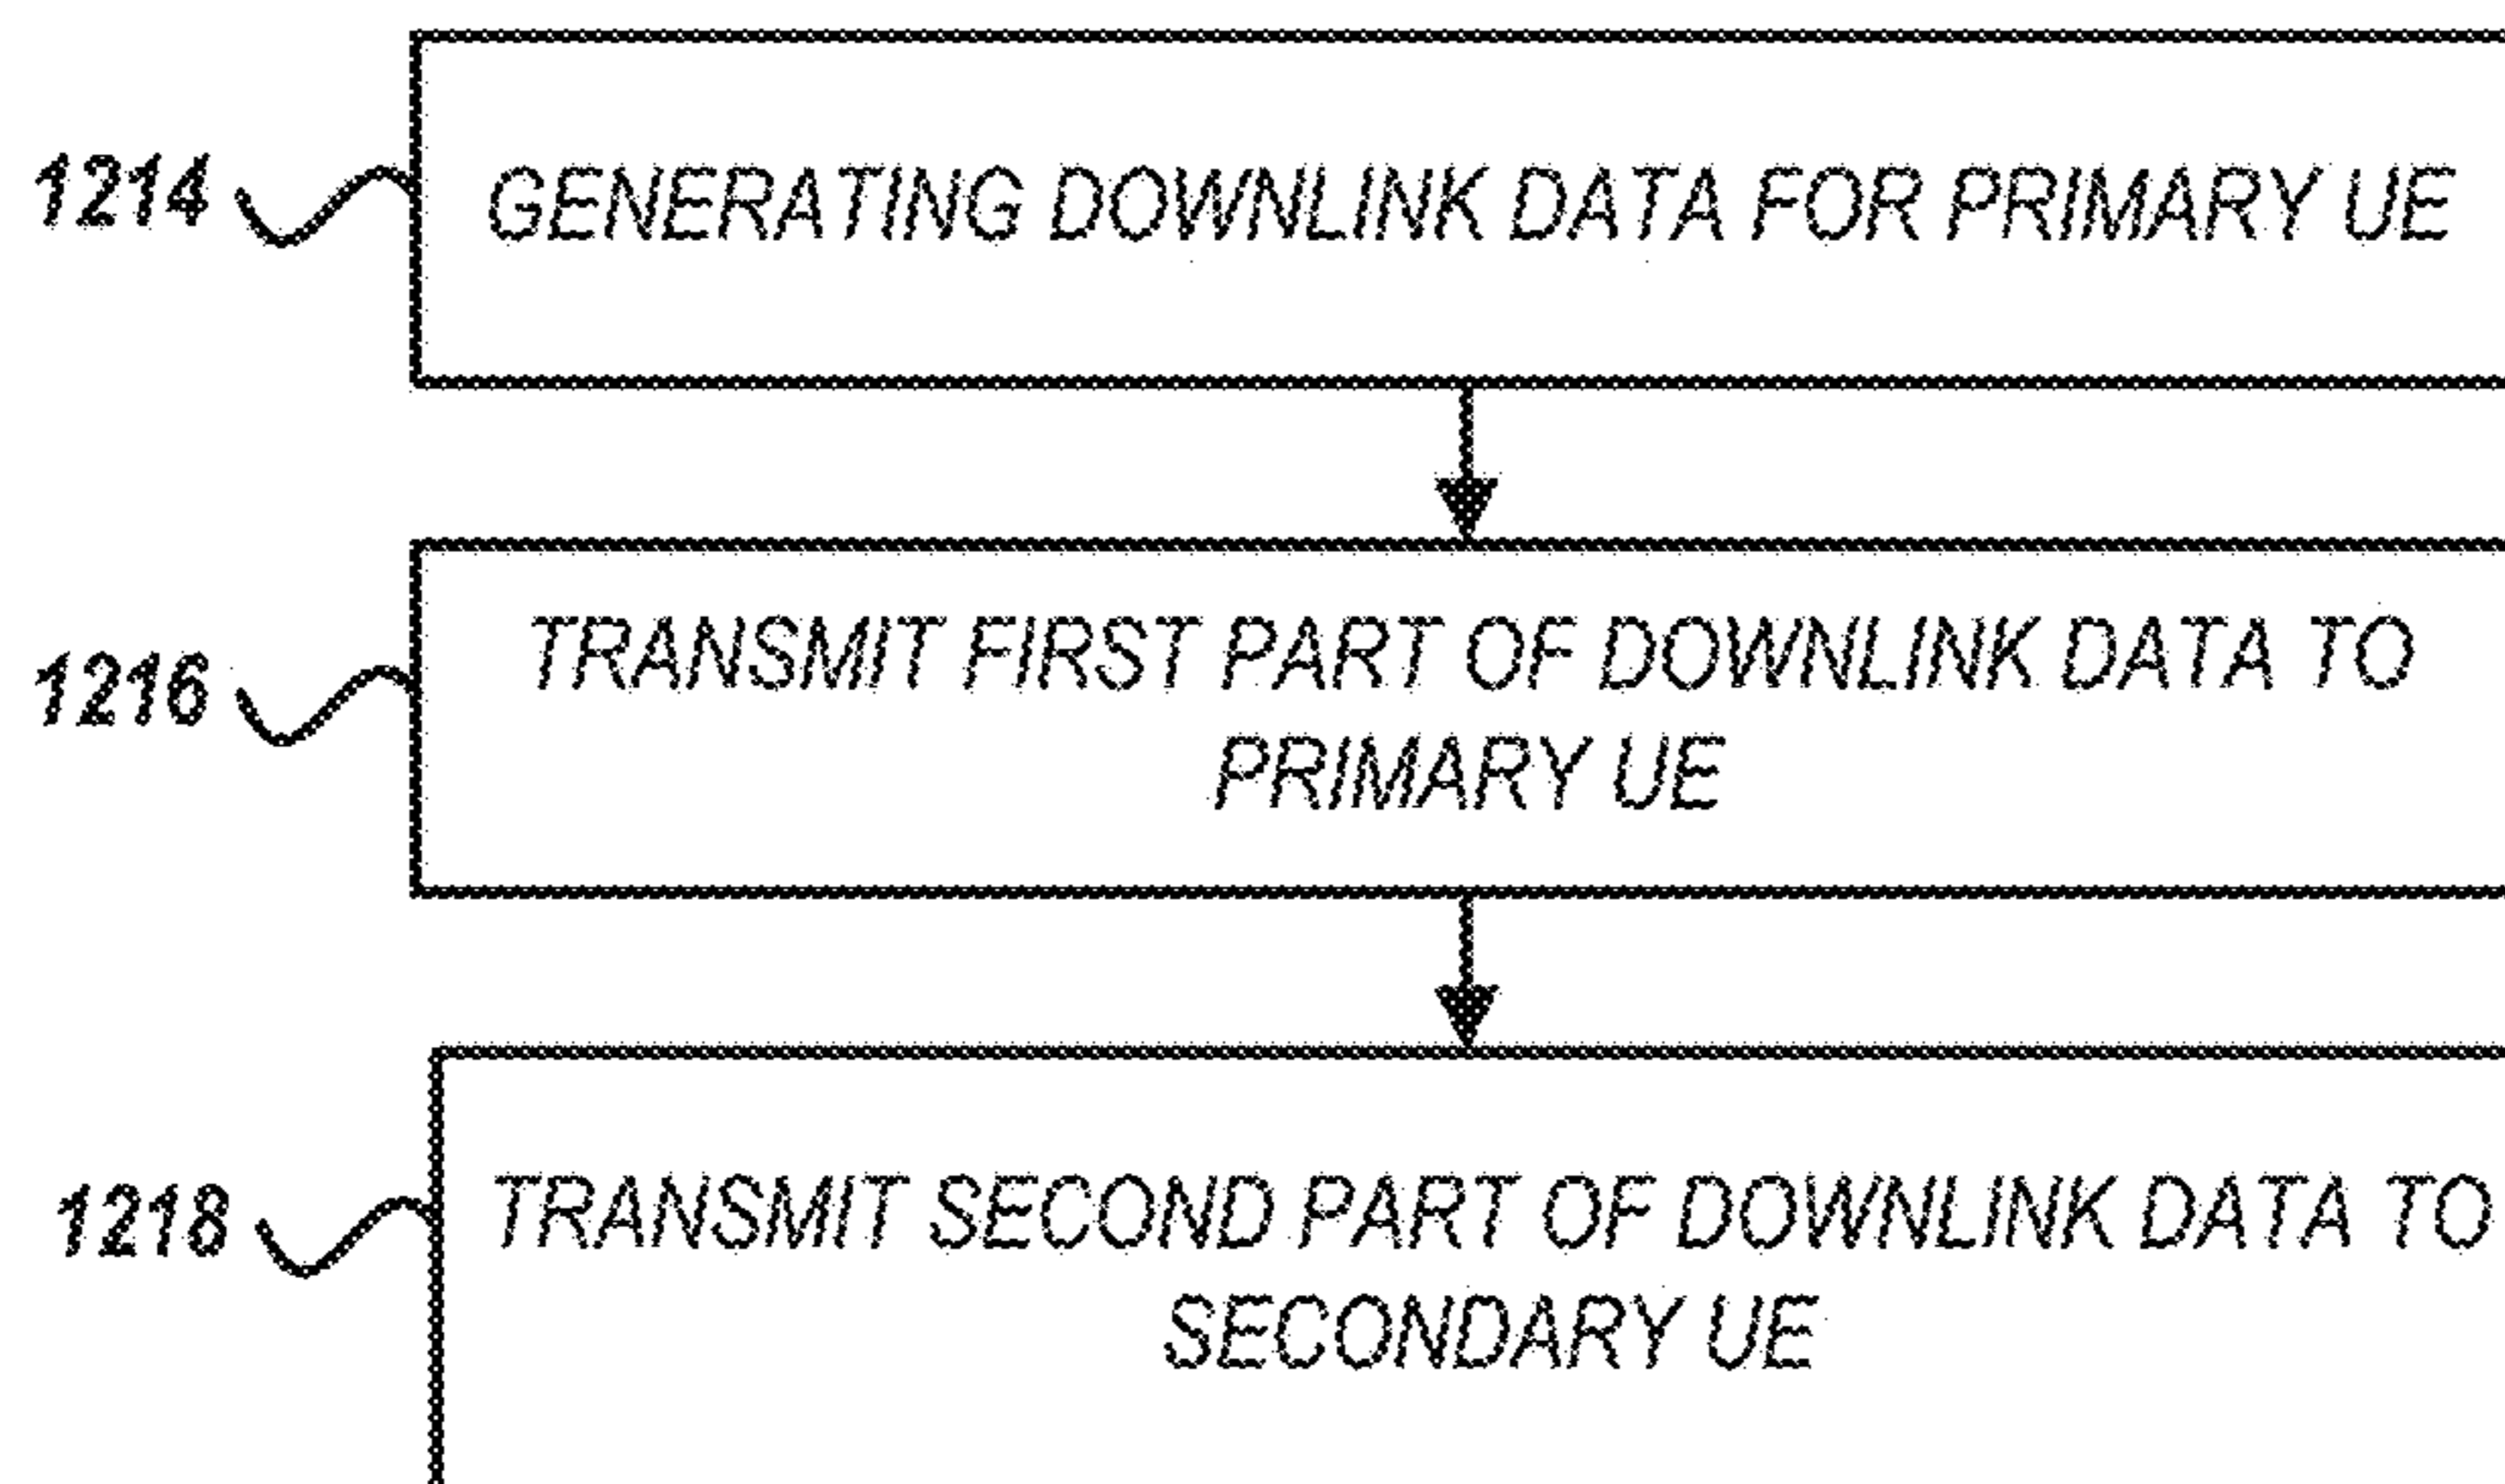 1214 GENERATING DOWNLINK DATA FOR PRIMARY UE
1216 TRANSMIT FIRST PART OF DOWNLINK DATA TO
PRIMARY UE
1218 TRANSMIT SECOND PART OF DOWNLINK DATA TO
SECONDARY UE